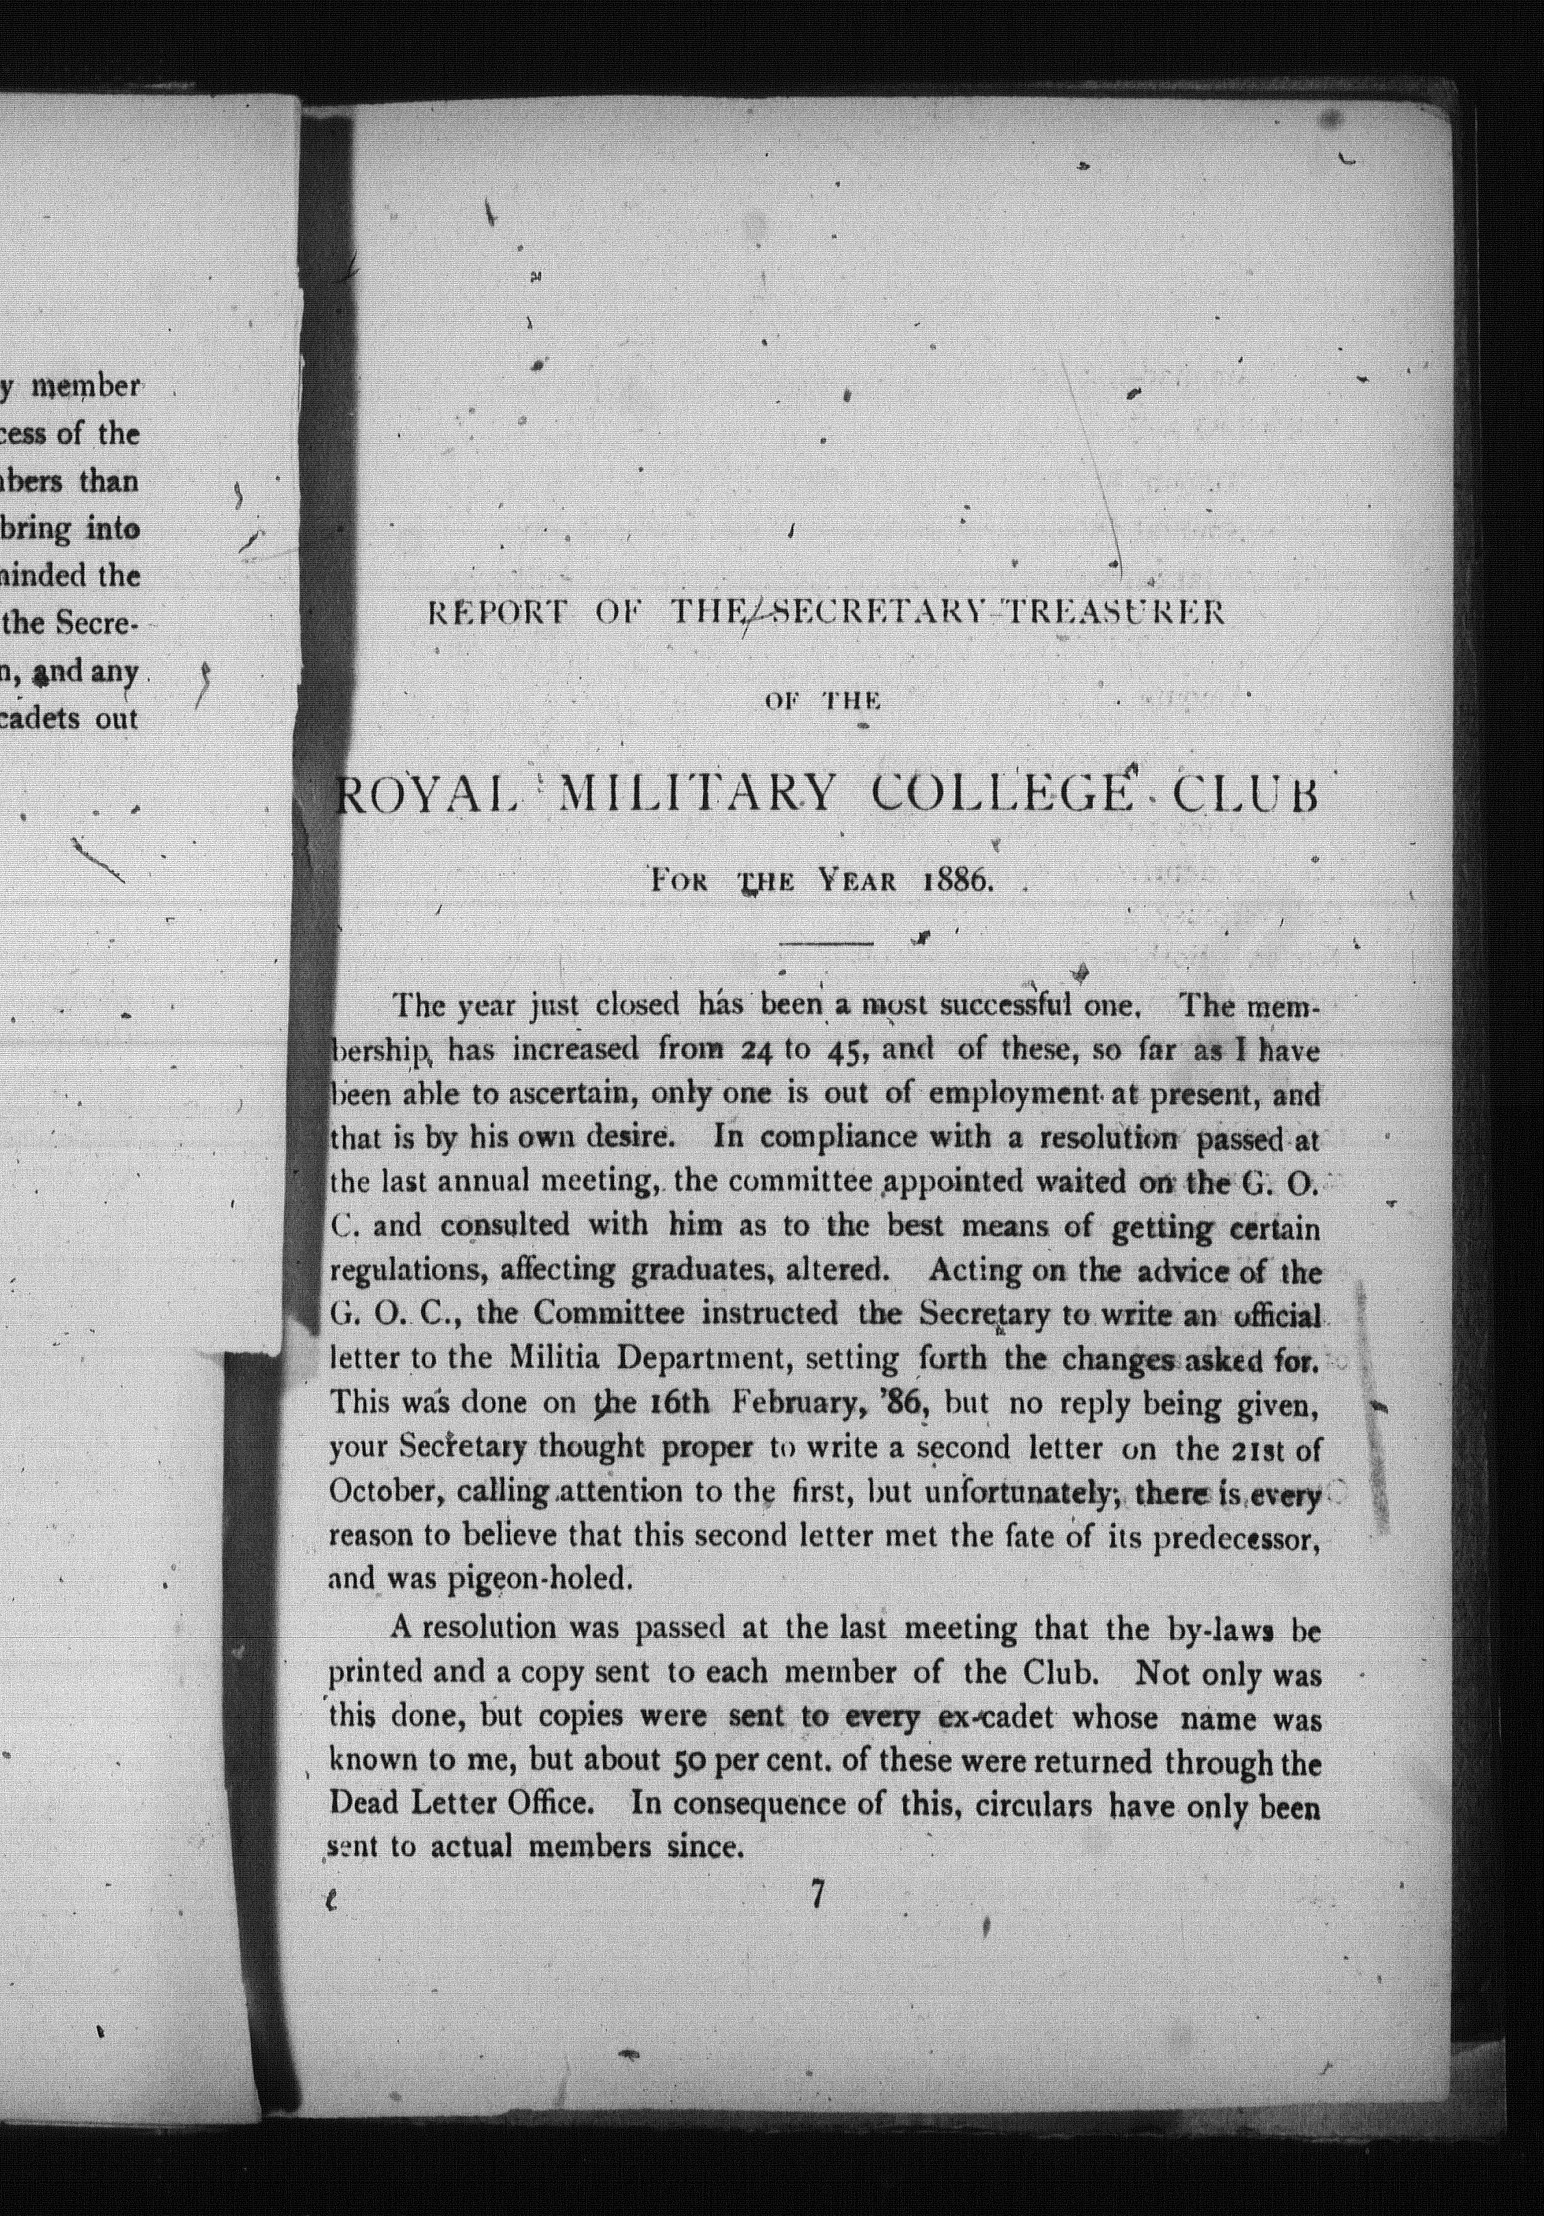 y member
cess of the
bers than
bring into
minded the
the Secre-
n, and any
cadets out
REPORT OF THE SECRETARY-TREASURER
OF THE
ROYAL MILITARY COLLEGE CLUB
FOR THE YEAR 1886.
The year just closed has been a most successful one. The mem-
bership has increased from 24 to 45, and of these, so far as I have
been able to ascertain, only one is out of employment at present, and
that is by his own desire. In compliance with a resolution passed at
the last annual meeting, the committee appointed waited on the G. O.
C. and consulted with him as to the best means of getting certain
regulations, affecting graduates, altered. Acting on the advice of the
G. O. C., the Committee instructed the Secretary to write an official
letter to the Militia Department, setting forth the changes asked for.
This was done on the 16th February, '86, but no reply being given,
your Secretary thought proper to write a second letter on the 21st of
October, calling attention to the first, but unfortunately; there is every
reason to believe that this second letter met the fate of its predecessor,
and was pigeon-holed.
A resolution was passed at the last meeting that the by-laws be
printed and a copy sent to each member of the Club. Not only was
this done, but copies were sent to every ex-cadet whose name was
known to me, but about 50 per cent. of these were returned through the
Dead Letter Office. In consequence of this, circulars have only been
sent to actual members since.
7